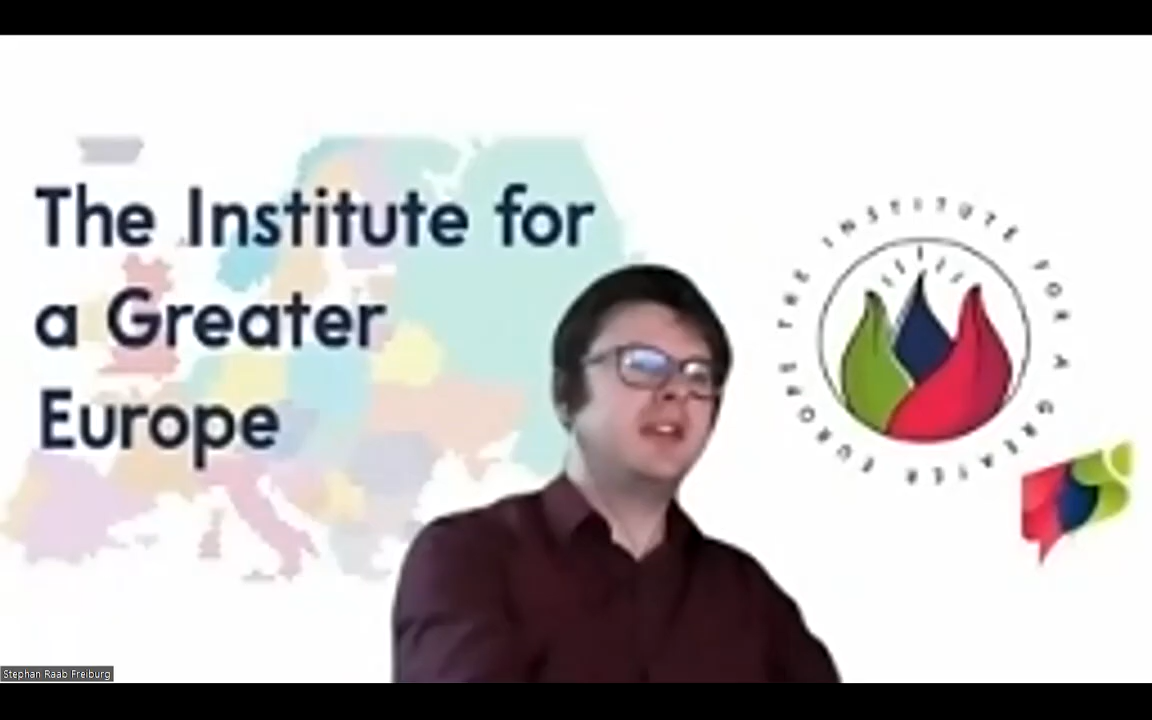 The Institute for
a Greater
Europe
THE INSTITUTE FOR A GREATER EUROPE
Stephan Raab Freiburg